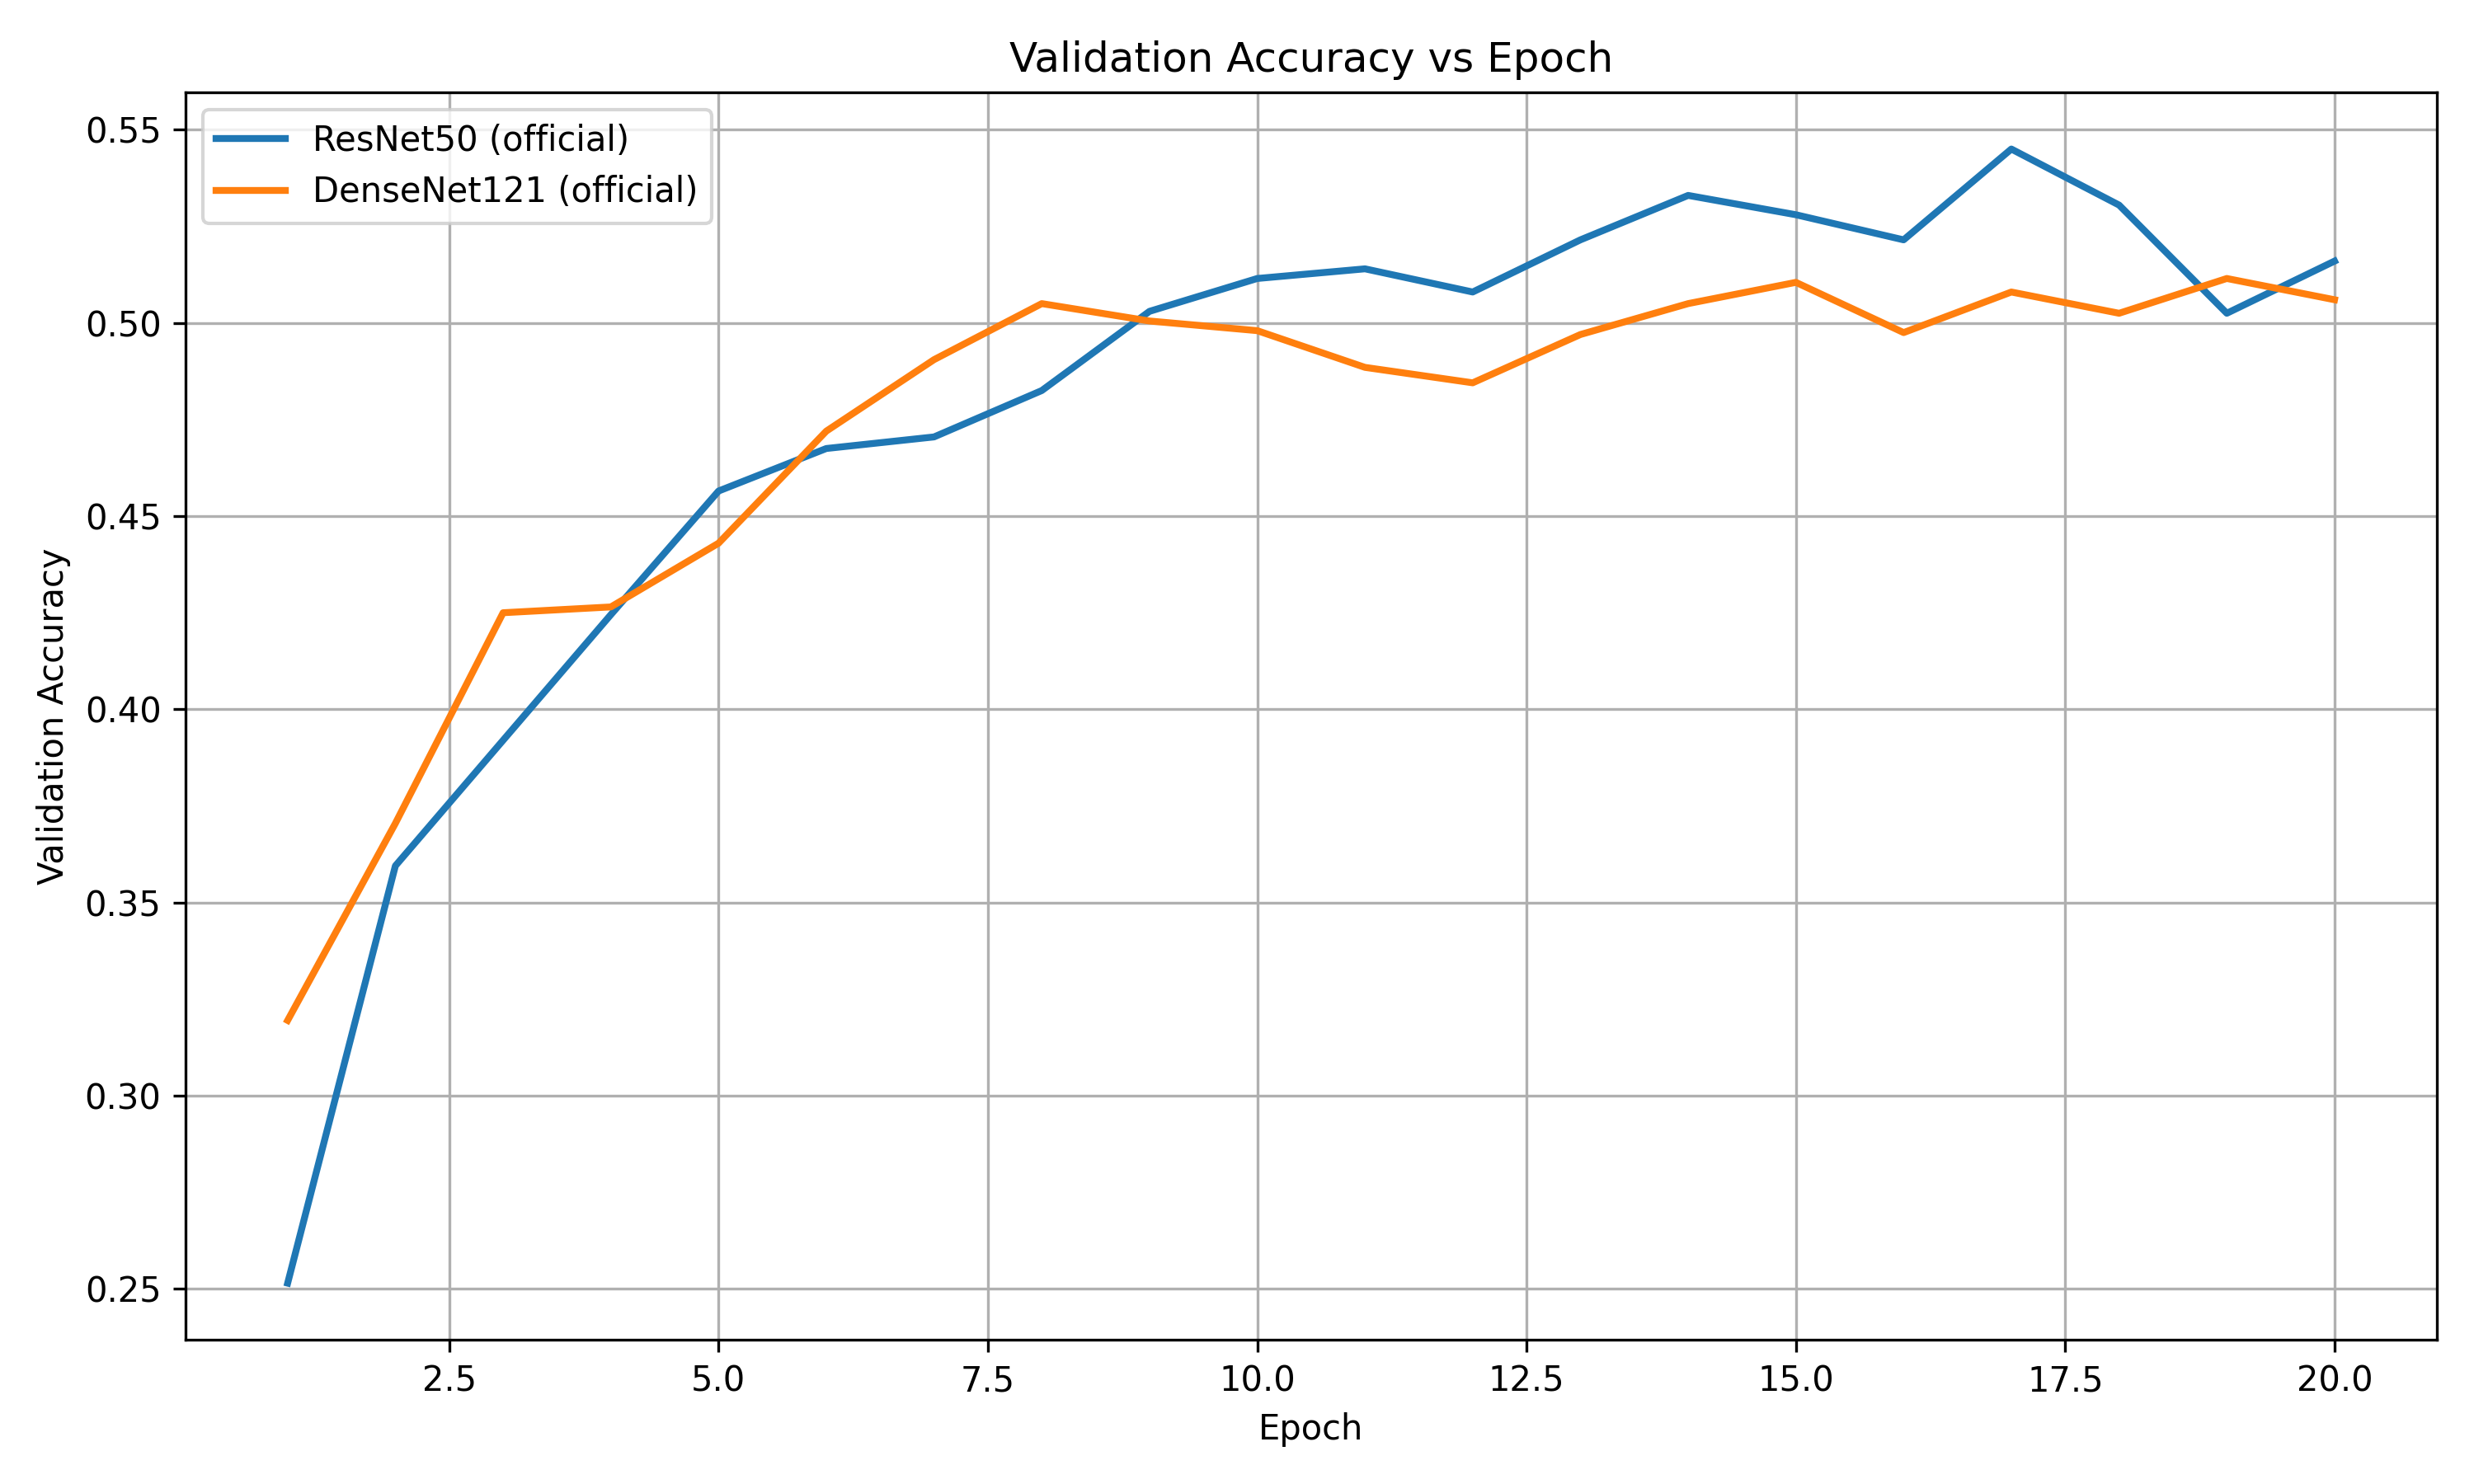 Validation Accuracy vs Epoch
ResNet50 (official)
DenseNet121 (official)
Validation Accuracy
0.55
0.50
0.45
0.40
0.35
0.30
0.25
2.5 5.0 7.5 10.0 12.5 15.0 17.5 20.0
Epoch